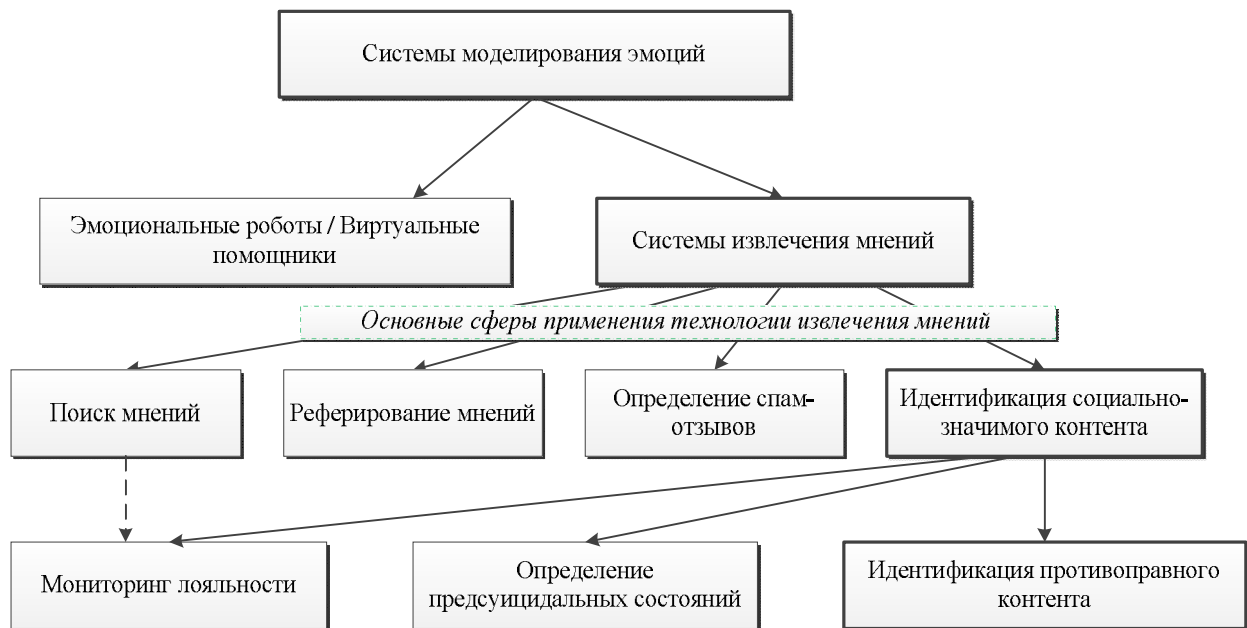 Системы моделирования эмоций
Эмоциональные роботы / Виртуальные
помощники
Системы извлечения мнений
Основные сферы применения технологии извлечения мнений
Поиск мнений
Реферирование мнений
Определение спам-
отзывов
Идентификация социально-
значимого контента
Мониторинг лояльности
Определение
предсуицидальных состояний
Идентификация противоправного
контента